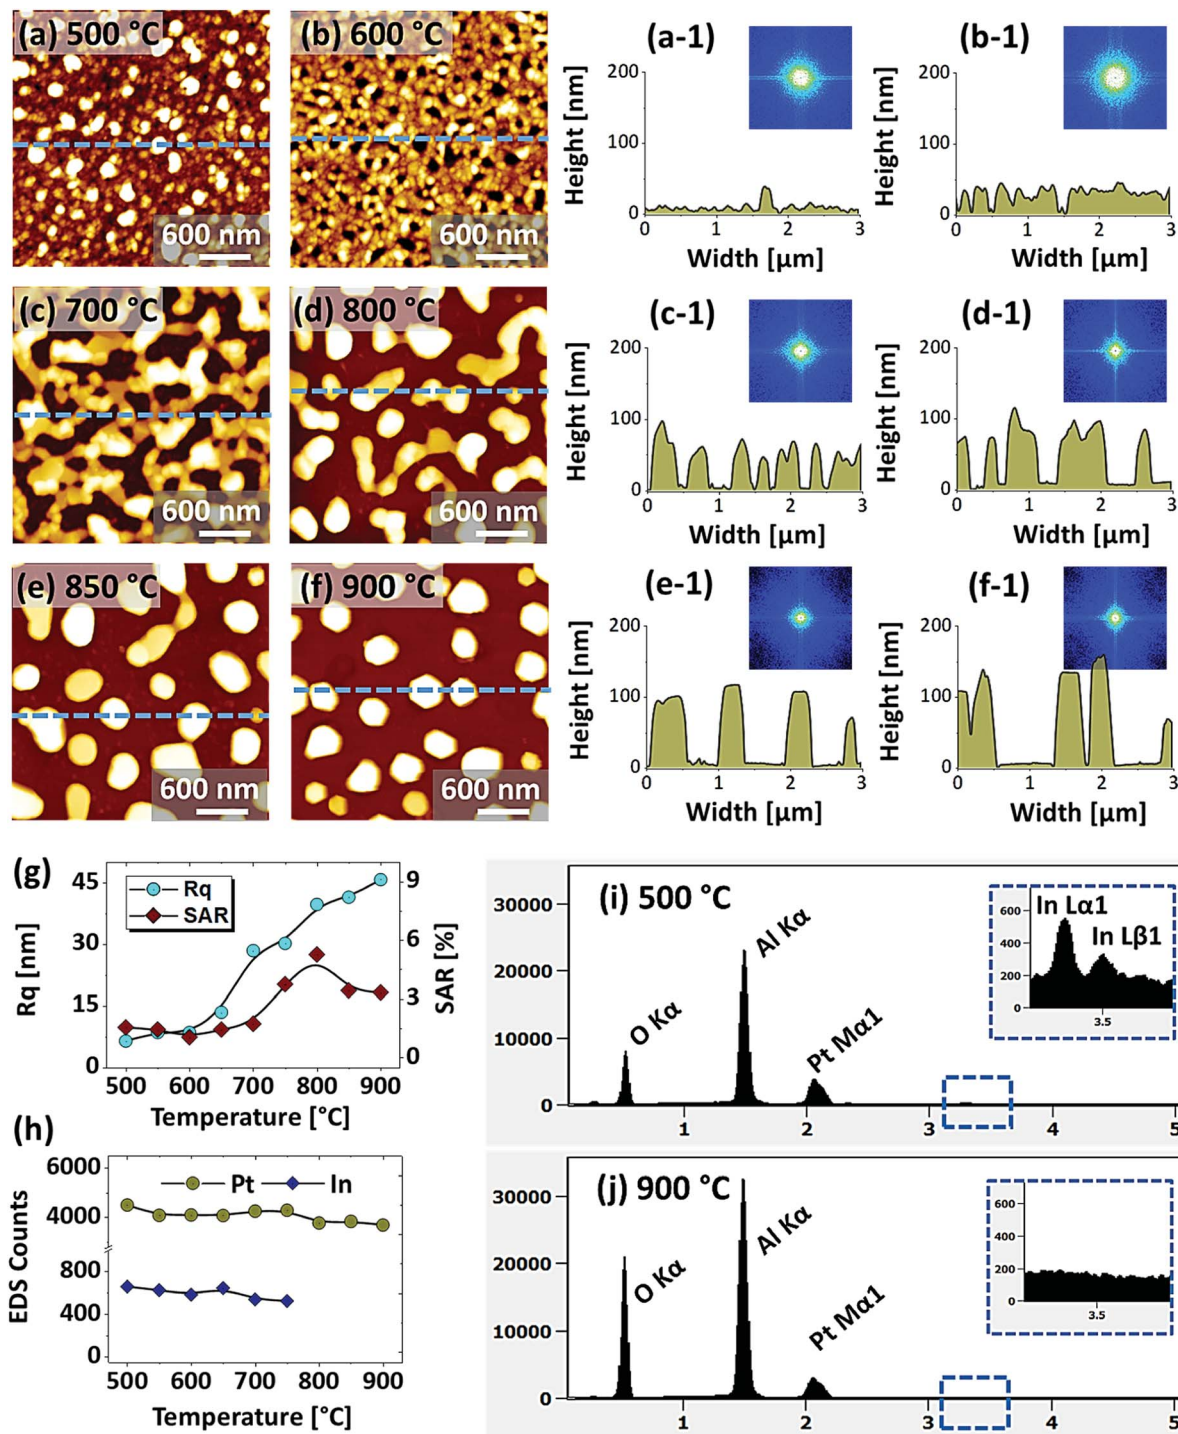 (a) 500 °C
600 nm
(b) 600 °C
600 nm
(a-1)
Height [nm]
200
100
0
0 1 2 3
Width [µm]
(b-1)
Height [nm]
200
100
0
0 1 2 3
Width [µm]
(c) 700 °C
600 nm
(d) 800 °C
600 nm
(c-1)
Height [nm]
200
100
0
0 1 2 3
Width [µm]
(d-1)
Height [nm]
200
100
0
0 1 2 3
Width [µm]
(e) 850 °C
600 nm
(f) 900 °C
600 nm
(e-1)
Height [nm]
200
100
0
0 1 2 3
Width [µm]
(f-1)
Height [nm]
200
100
0
0 1 2 3
Width [µm]
(g)
Rq [nm]
45
30
15
0
Rq
SAR
9
6
3
0
SAR [%]
500 600 700 800 900
Temperature [°C]
(h)
EDS Counts
6000
4000
800
400
0
Pt In
500 600 700 800 900
Temperature [°C]
(i) 500 °C
30000
20000
10000
0
O Kα
Al Kα
Pt Mα1
1 2 3 4 5
In Lα1
In Lβ1
600
400
200
0
3.5
(j) 900 °C
30000
20000
10000
0
O Kα
Al Kα
Pt Mα1
1 2 3 4 5
600
400
200
0
3.5